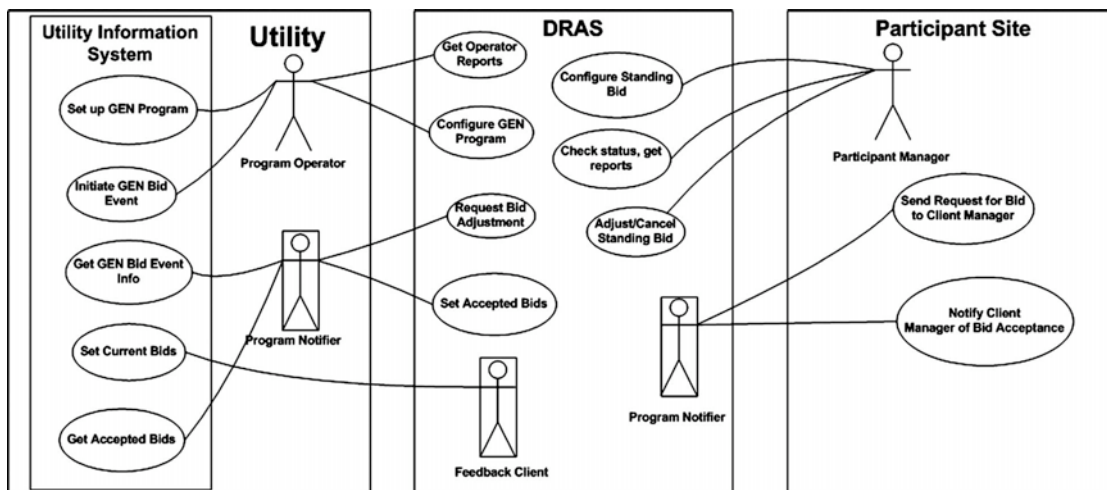 Utility Information
System
Utility
Set up GEN Program
Program Operator
Initiate GEN Bid
Event
Get GEN Bid Event
Info
Program Notifier
Set Current Bids
Get Accepted Bids
DRAS
Get Operator
Reports
Configure GEN
Program
Request Bid
Adjustment
Set Accepted Bids
Feedback Client
Configure Standing
Bid
Check status, get
reports
Adjust/Cancel
Standing Bid
Program Notifier
Participant Site
Participant Manager
Send Request for Bid
to Client Manager
Notify Client
Manager of Bid Acceptance